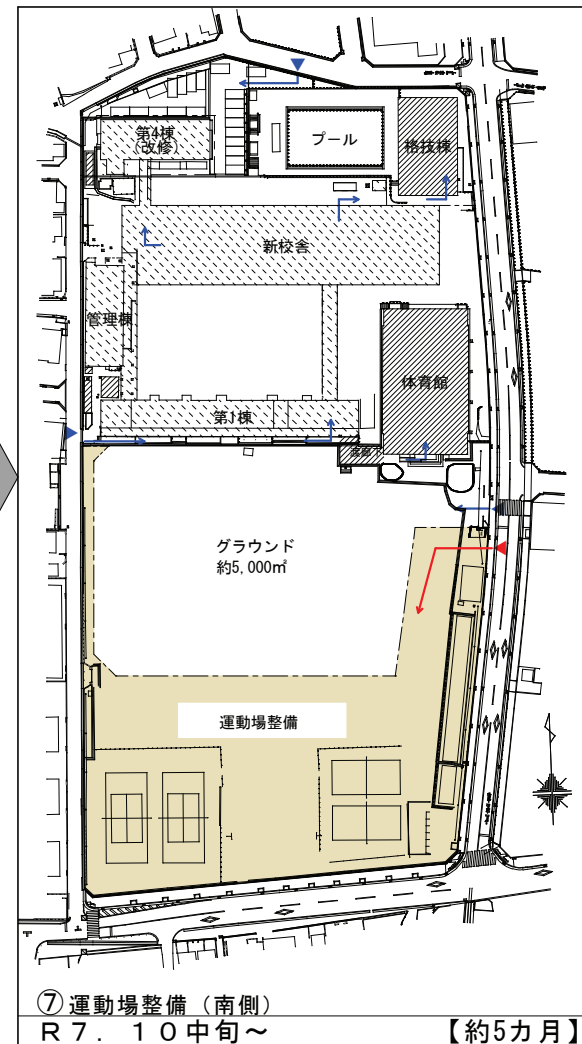 第4棟
（改修）
プール
格技棟
新校舎
管理棟
体育館
第1棟
渡廊下
グラウンド
約5,000㎡
運動場整備
⑦運動場整備（南側）
Ｒ７．１０中旬～ 【約5カ月】